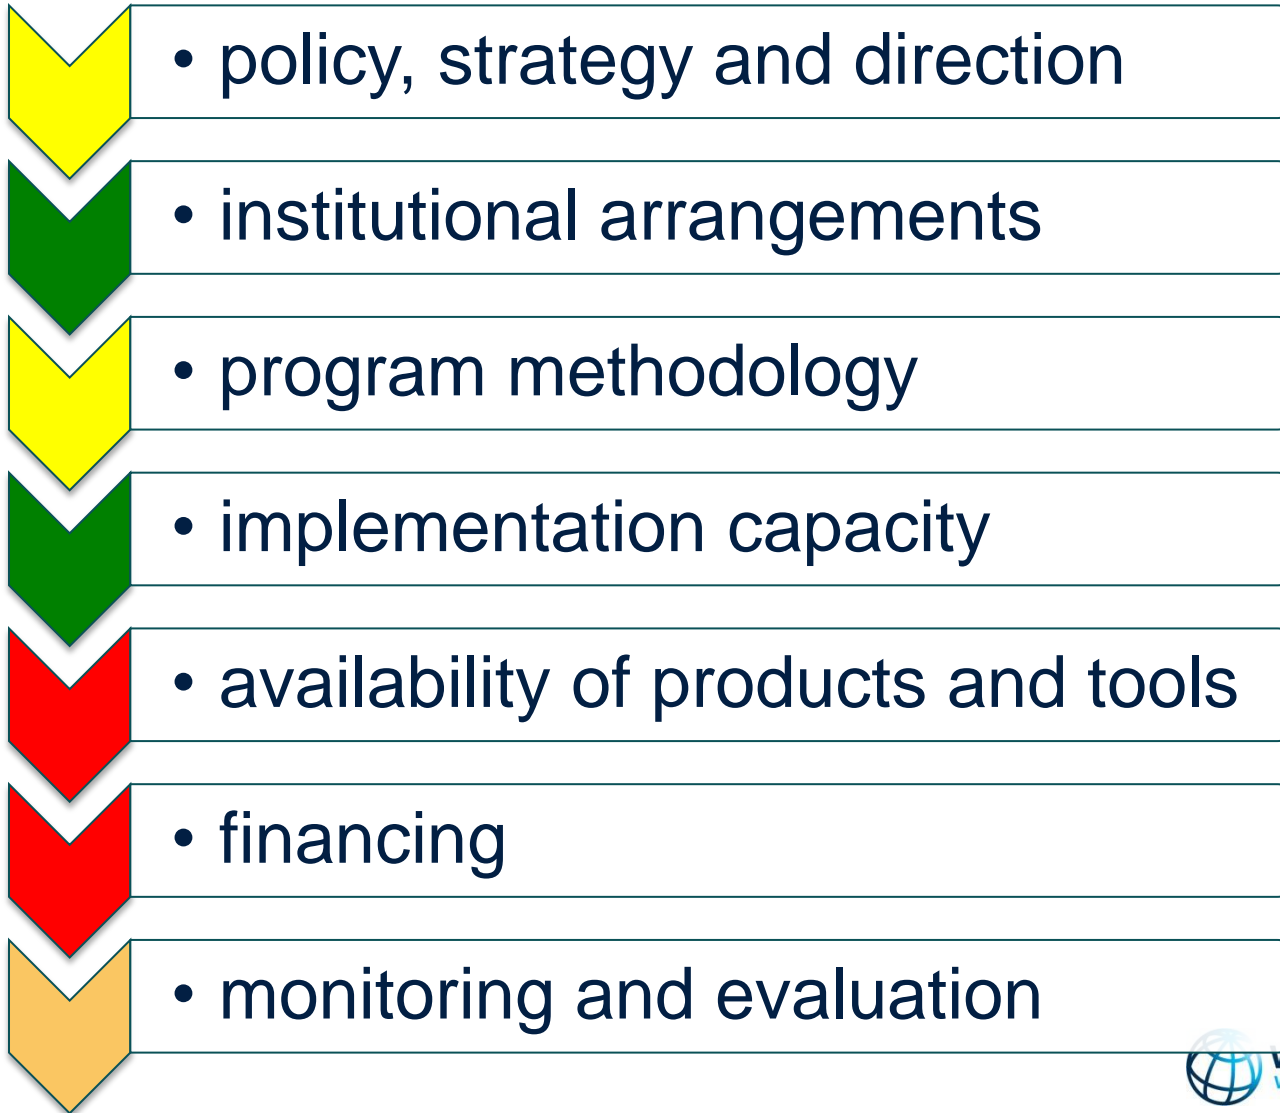 • policy, strategy and direction
• institutional arrangements
• program methodology
• implementation capacity
• availability of products and tools
• financing
• monitoring and evaluation